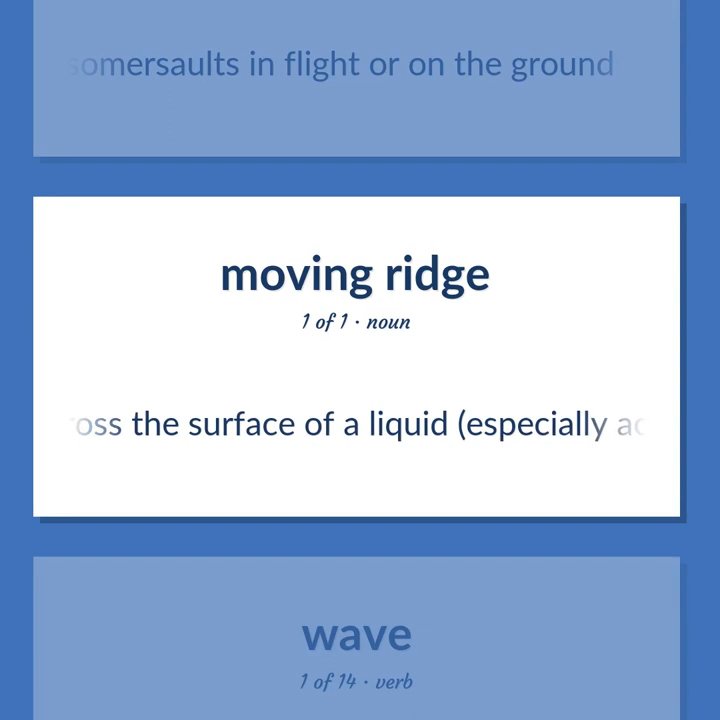 somersaults in flight or on the ground
moving ridge
1 of 1 · noun
oss the surface of a liquid (especially
wave
1 of 14 · verb